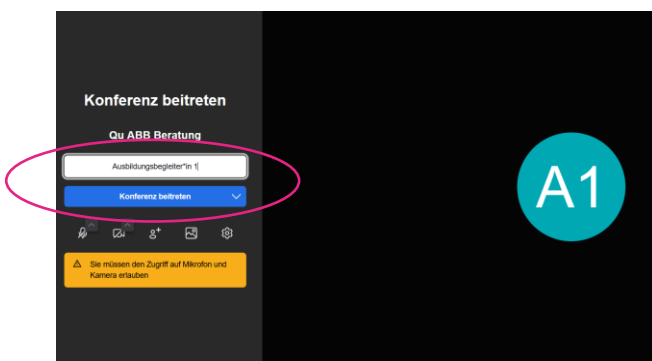 Konferenz beitreten
Qu ABB Beratung
Ausbildungsbegleiter*in 1
Konferenz beitreten
Sie müssen den Zugriff auf Mikrofon und
Kamera erlauben
A1